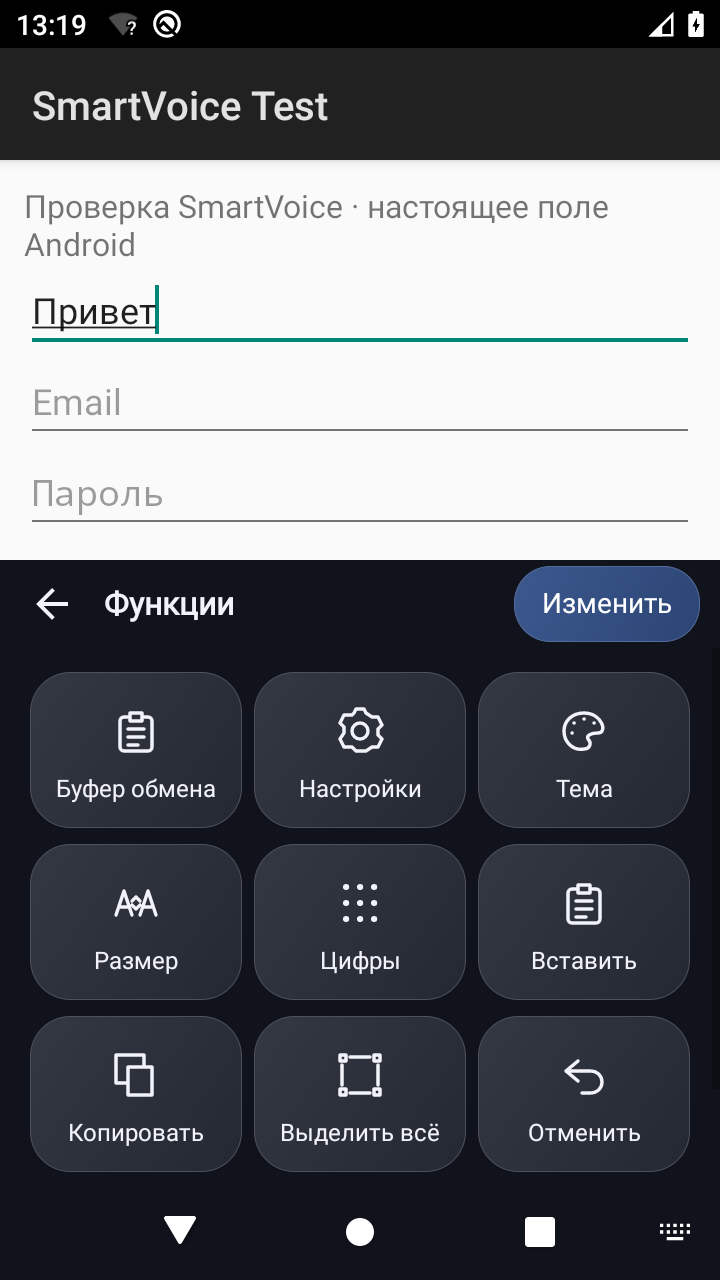 13:19
SmartVoice Test
Проверка SmartVoice · настоящее поле
Android
Привет
Email
Пароль
Функции
Изменить
Буфер обмена
Настройки
Тема
Размер
Цифры
Вставить
Копировать
Выделить всё
Отменить